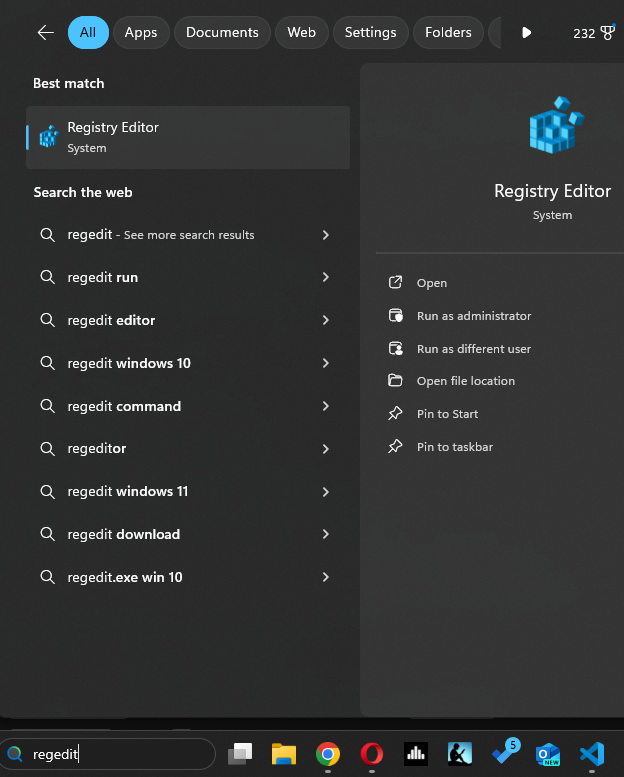 All
Apps
Documents
Web
Settings
Folders
232
Best match
Registry Editor
System
Search the web
regedit - See more search results
regedit run
regedit editor
regedit windows 10
regedit command
regeditor
regedit windows 11
regedit download
regedit.exe win 10
Registry Editor
System
Open
Run as administrator
Run as different user
Open file location
Pin to Start
Pin to taskbar
regedit
5
NEW